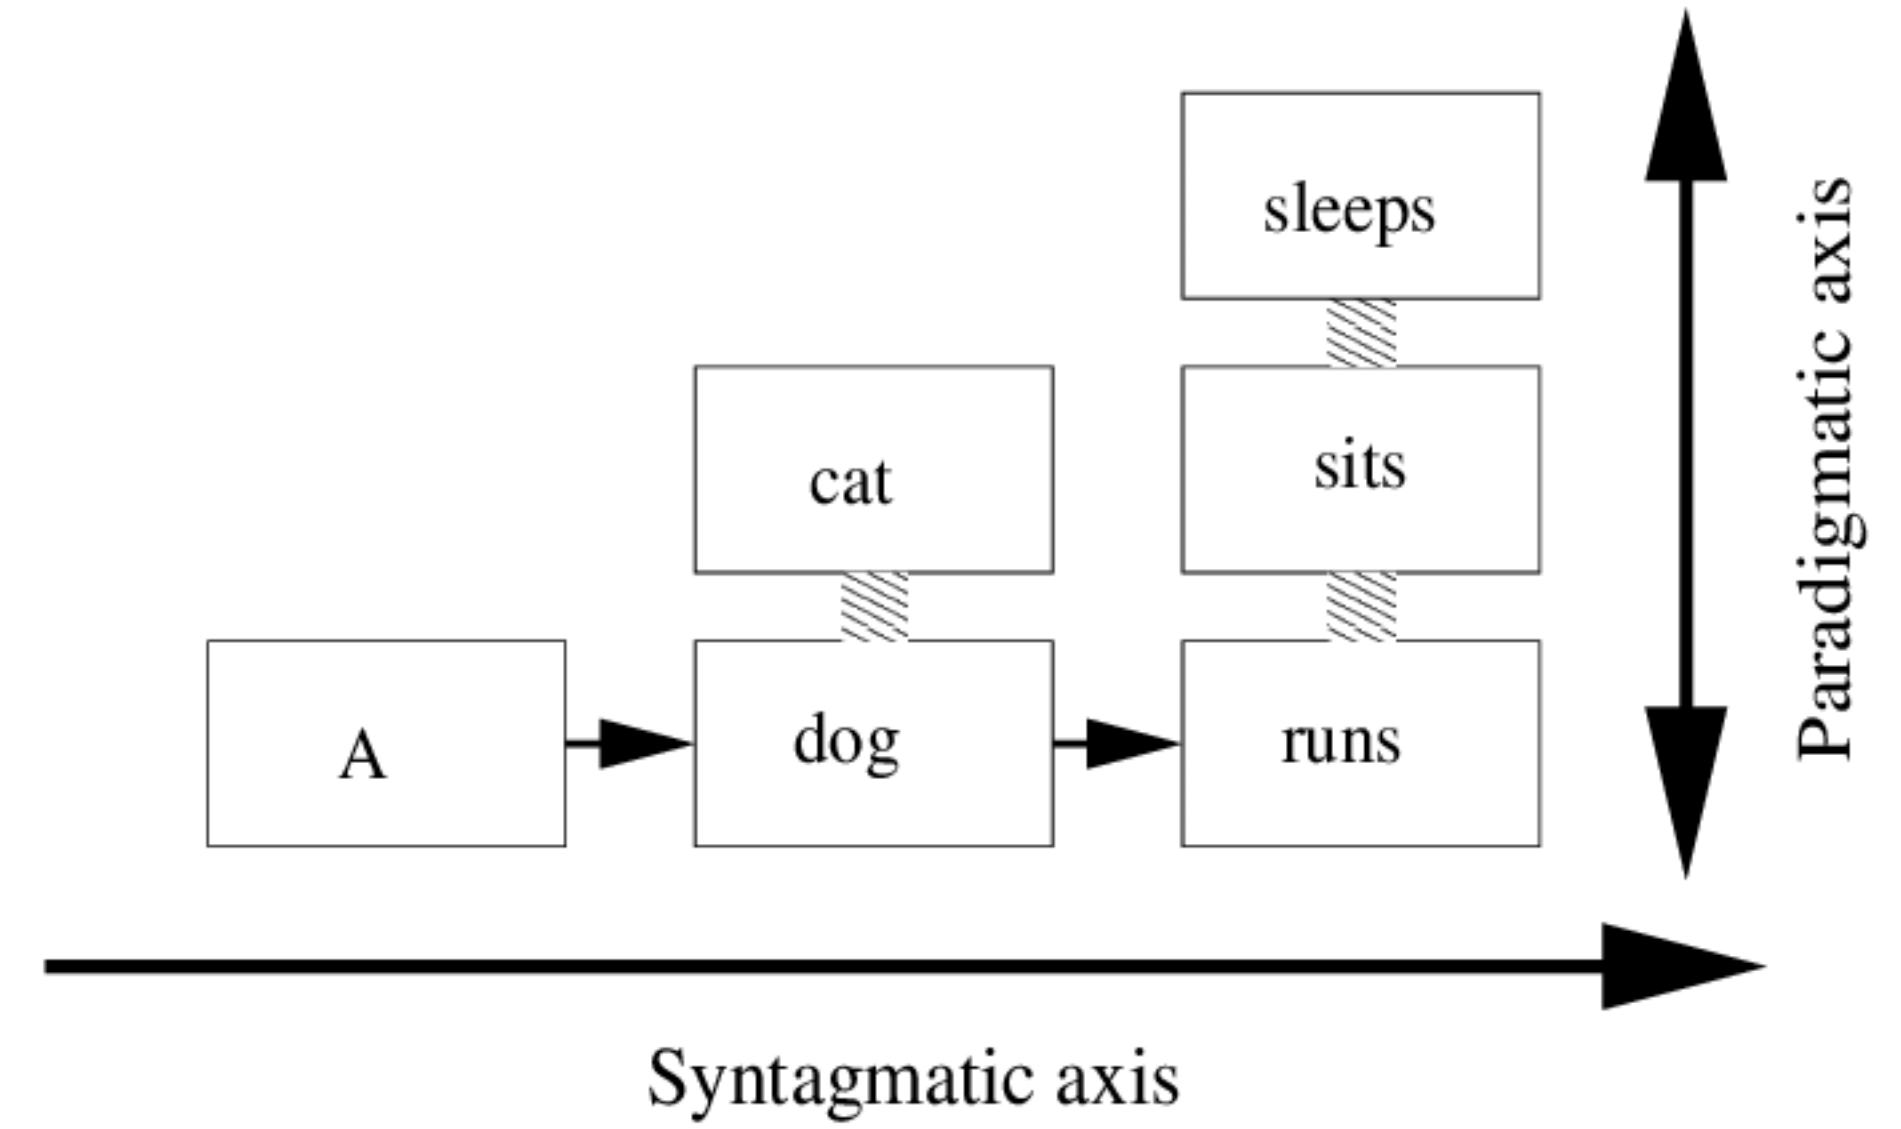 sleeps
cat
sits
A
dog
runs
Syntagmatic axis
Paradigmatic axis